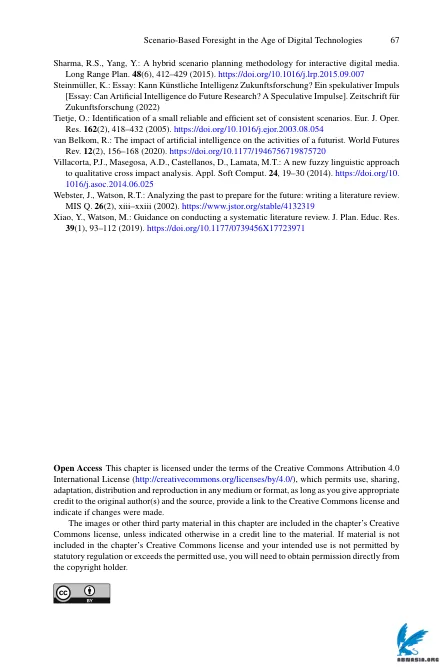 Scenario-Based Foresight in the Age of Digital Technologies 67
Sharma, R.S., Yang, Y.: A hybrid scenario planning methodology for interactive digital media.
Long Range Plan. 48(6), 412–429 (2015). https://doi.org/10.1016/j.lrp.2015.09.007
Steinmüller, K.: Essay: Kann Künstliche Intelligenz Zukunftsforschung? Ein spekulativer Impuls
[Essay: Can Artificial Intelligence do Future Research? A Speculative Impulse]. Zeitschrift für
Zukunftsforschung (2022)
Tietje, O.: Identification of a small reliable and efficient set of consistent scenarios. Eur. J. Oper.
Res. 162(2), 418–432 (2005). https://doi.org/10.1016/j.ejor.2003.08.054
van Belkom, R.: The impact of artificial intelligence on the activities of a futurist. World Futures
Rev. 12(2), 156–168 (2020). https://doi.org/10.1177/1946756719875720
Villacorta, P.J., Masegosa, A.D., Castellanos, D., Lamata, M.T.: A new fuzzy linguistic approach
to qualitative cross impact analysis. Appl. Soft Comput. 24, 19–30 (2014). https://doi.org/10.
1016/j.asoc.2014.06.025
Webster, J., Watson, R.T.: Analyzing the past to prepare for the future: writing a literature review.
MIS Q. 26(2), xiii–xxiii (2002). https://www.jstor.org/stable/4132319
Xiao, Y., Watson, M.: Guidance on conducting a systematic literature review. J. Plan. Educ. Res.
39(1), 93–112 (2019). https://doi.org/10.1177/0739456X17723971
Open Access This chapter is licensed under the terms of the Creative Commons Attribution 4.0
International License (http://creativecommons.org/licenses/by/4.0/), which permits use, sharing,
adaptation, distribution and reproduction in any medium or format, as long as you give appropriate
credit to the original author(s) and the source, provide a link to the Creative Commons license and
indicate if changes were made.
The images or other third party material in this chapter are included in the chapter's Creative
Commons license, unless indicated otherwise in a credit line to the material. If material is not
included in the chapter's Creative Commons license and your intended use is not permitted by
statutory regulation or exceeds the permitted use, you will need to obtain permission directly from
the copyright holder.
CC BY